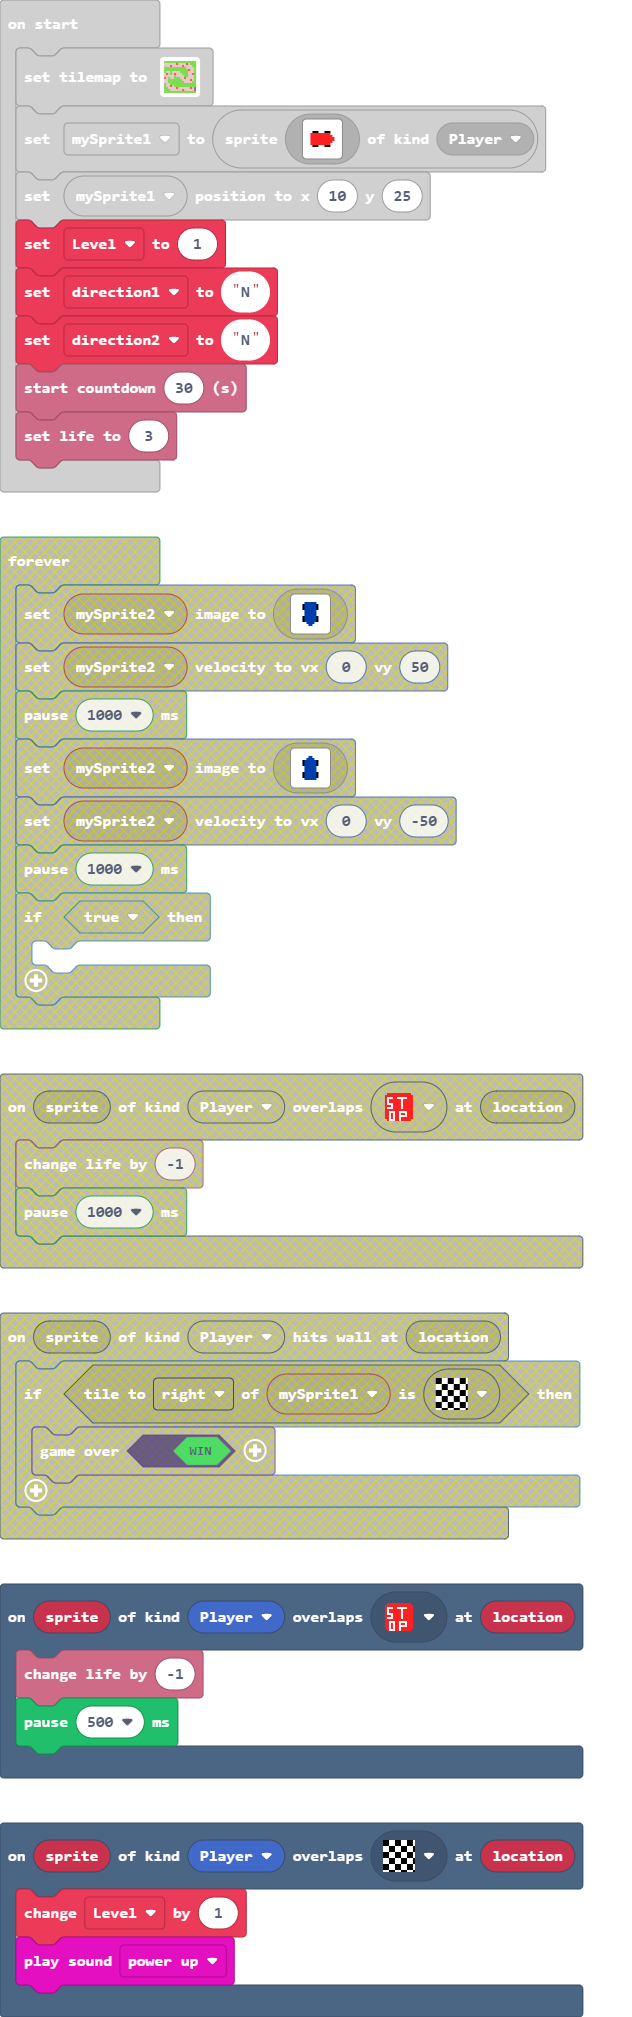 on start
set tilemap to
set mySprite1 to sprite of kind Player
set mySprite1 position to x 10 y 25
set Level to 1
set direction1 to "N"
set direction2 to "N"
start countdown 30 (s)
set life to 3
forever
set mySprite2 image to
set mySprite2 velocity to vx 0 vy 50
pause 1000 ms
set mySprite2 image to
set mySprite2 velocity to vx 0 vy -50
pause 1000 ms
if true then
on sprite of kind Player overlaps STOP at location
change life by -1
pause 1000 ms
on sprite of kind Player hits wall at location
if tile to right of mySprite1 is then
game over WIN
on sprite of kind Player overlaps STOP at location
change life by -1
pause 500 ms
on sprite of kind Player overlaps at location
change Level by 1
play sound power up